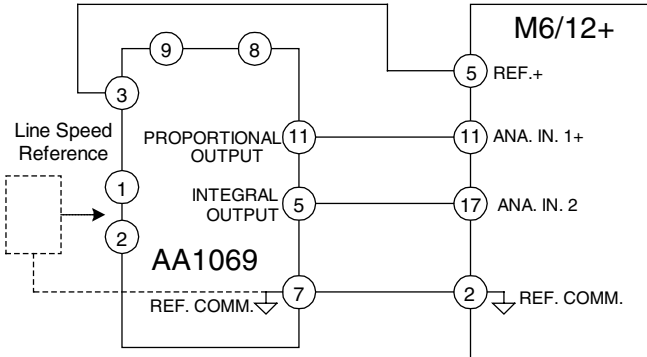 M6/12+
9
8
5
REF.+
3
Line Speed
Reference
PROPORTIONAL
OUTPUT
11
11
ANA. IN. 1+
1
INTEGRAL
OUTPUT
5
17
ANA. IN. 2
2
AA1069
REF. COMM.
7
2
REF. COMM.